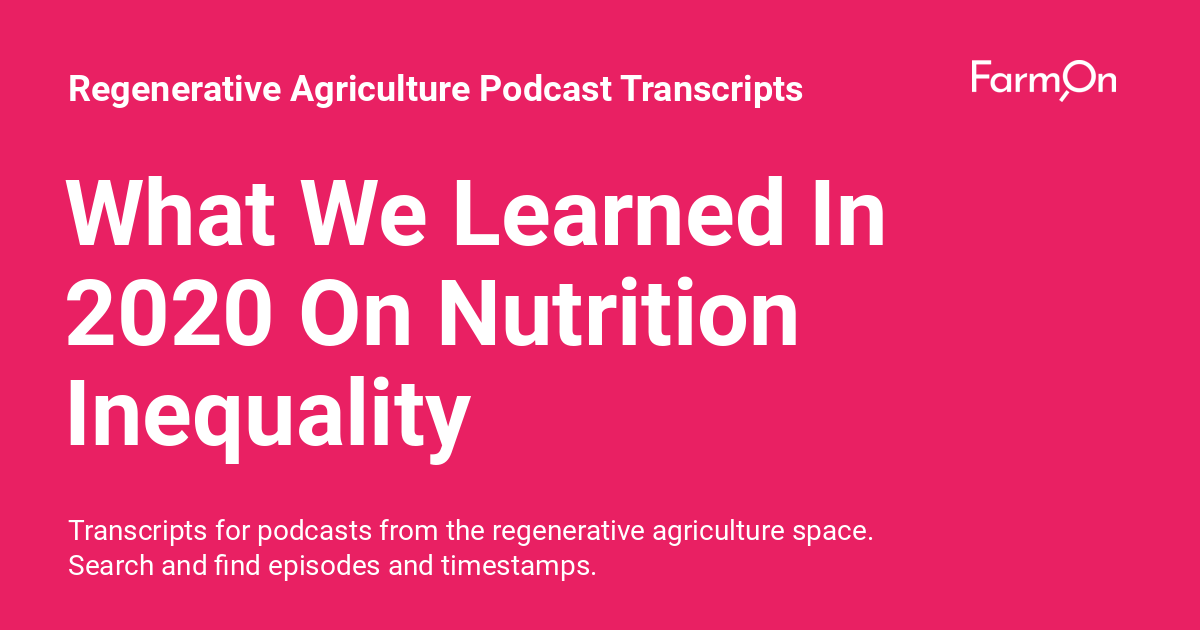 Regenerative Agriculture Podcast Transcripts
FarmOn
What We Learned In
2020 On Nutrition
Inequality
Transcripts for podcasts from the regenerative agriculture space.
Search and find episodes and timestamps.